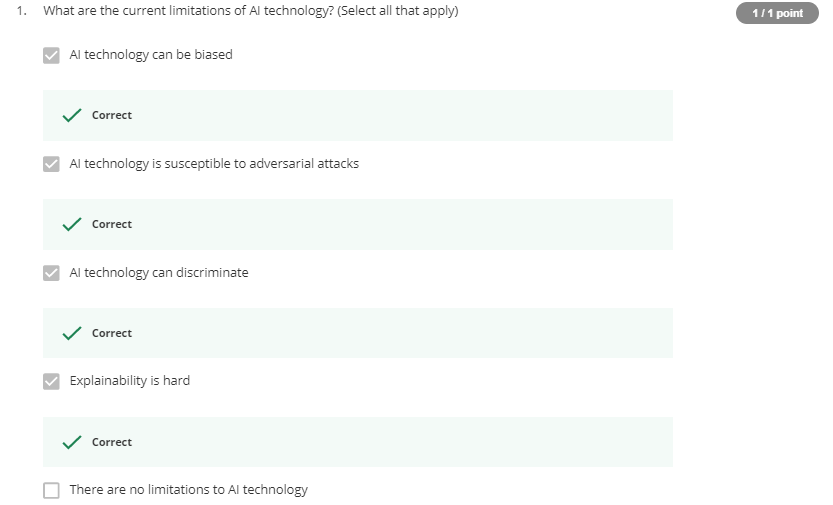 1. What are the current limitations of AI technology? (Select all that apply)
1 / 1 point
AI technology can be biased
Correct
AI technology is susceptible to adversarial attacks
Correct
AI technology can discriminate
Correct
Explainability is hard
Correct
There are no limitations to AI technology